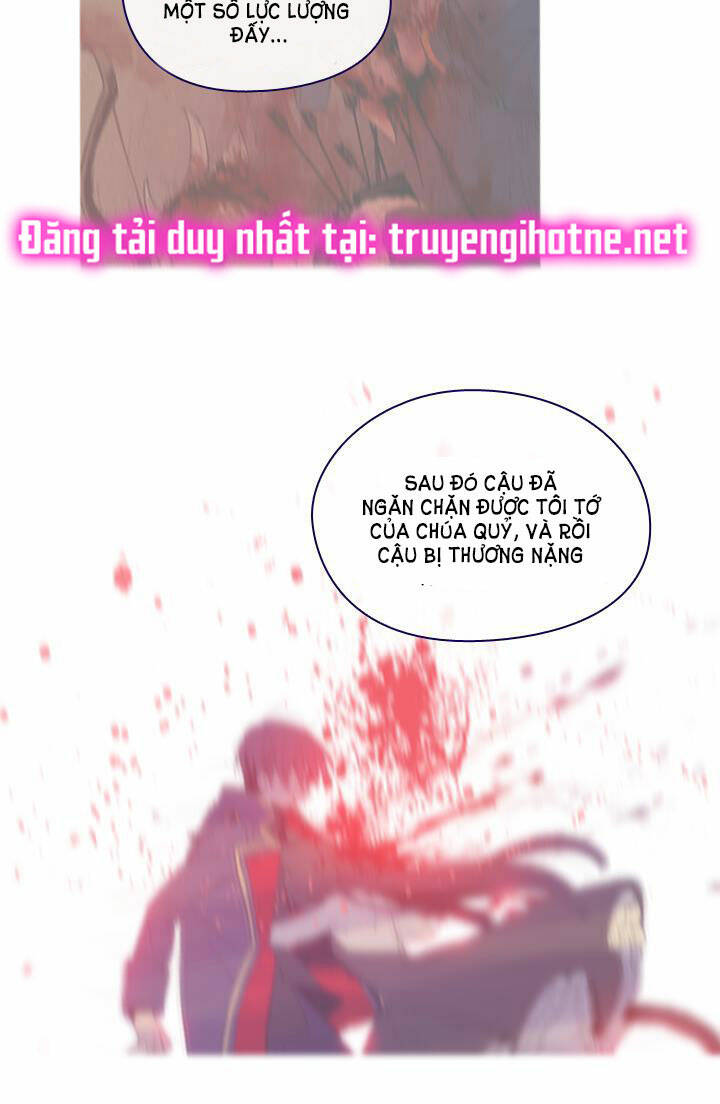 MỘT SỐ LỰC LƯỢNG
ĐẤY...
Đăng tải duy nhất tại: truyengihotne.net
SAU ĐÓ CẬU ĐÃ
NGĂN CHẶN ĐƯỢC TÔI TỚ
CỦA CHÚA QUỶ, VÀ RỒI
CẬU BỊ THƯƠNG NẶNG